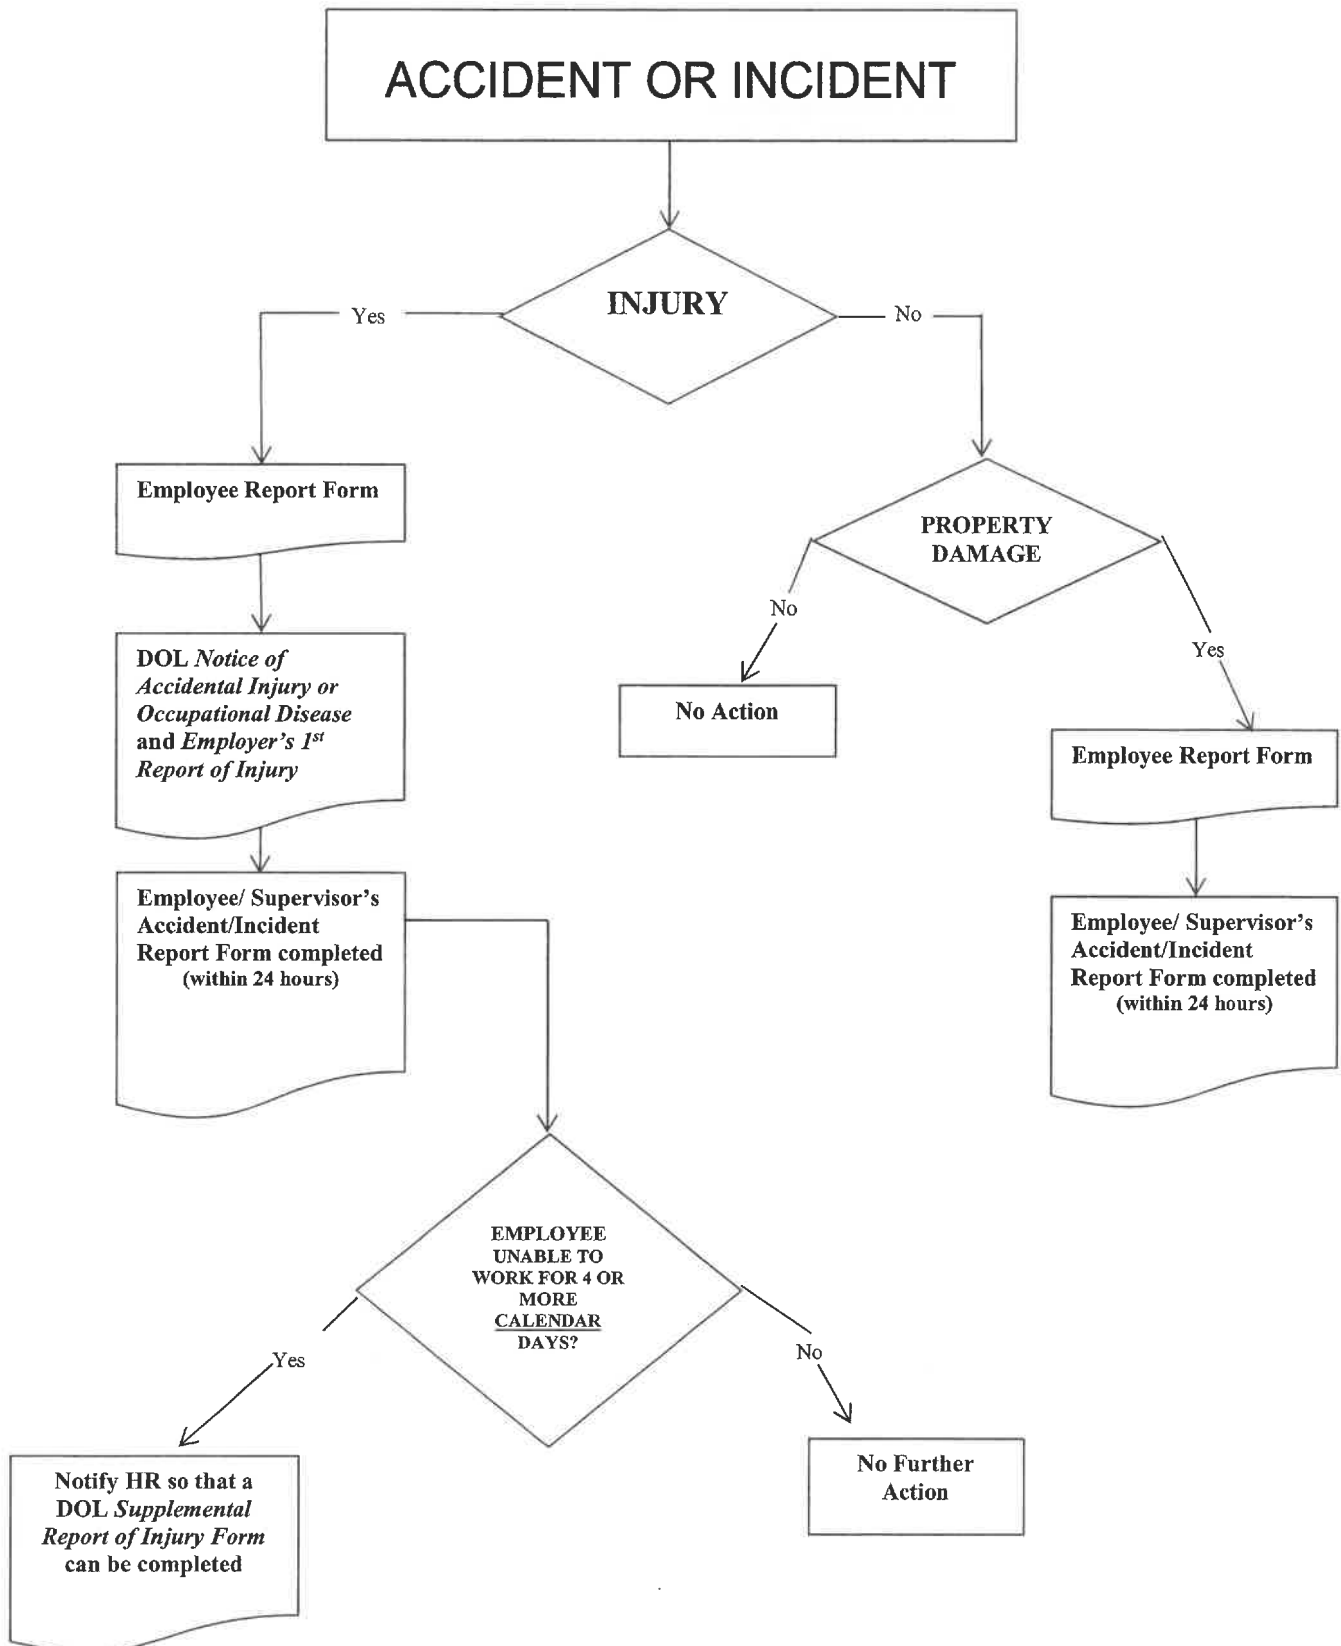 ACCIDENT OR INCIDENT
INJURY
Yes
No
Employee Report Form
PROPERTY
DAMAGE
No
Yes
DOL Notice of
Accidental Injury or
Occupational Disease
and Employer's 1st
Report of Injury
No Action
Employee Report Form
Employee/ Supervisor's
Accident/Incident
Report Form completed
(within 24 hours)
Employee/ Supervisor's
Accident/Incident
Report Form completed
(within 24 hours)
EMPLOYEE
UNABLE TO
WORK FOR 4 OR
MORE
CALENDAR
DAYS?
Yes
No
Notify HR so that a
DOL Supplemental
Report of Injury Form
can be completed
No Further
Action